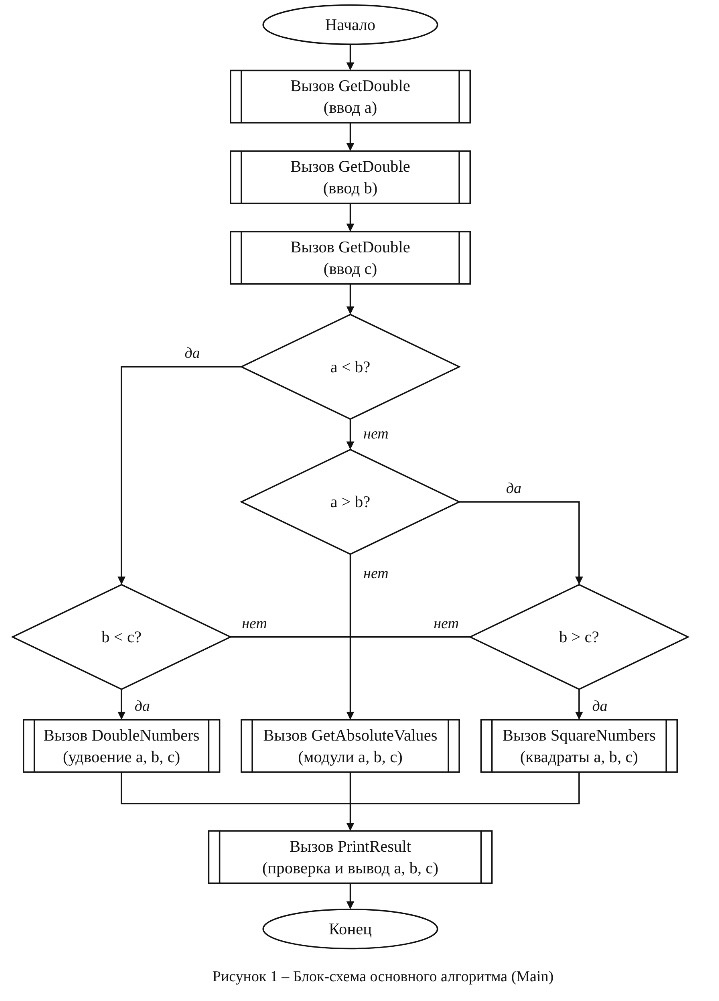 Начало
Вызов GetDouble
(ввод a)
Вызов GetDouble
(ввод b)
Вызов GetDouble
(ввод c)
да
a < b?
нет
a > b?
да
нет
b < c?
нет
нет
b > c?
да
да
Вызов DoubleNumbers
(удвоение a, b, c)
Вызов GetAbsoluteValues
(модули a, b, c)
Вызов SquareNumbers
(квадраты a, b, c)
Вызов PrintResult
(проверка и вывод a, b, c)
Конец
Рисунок 1 – Блок-схема основного алгоритма (Main)